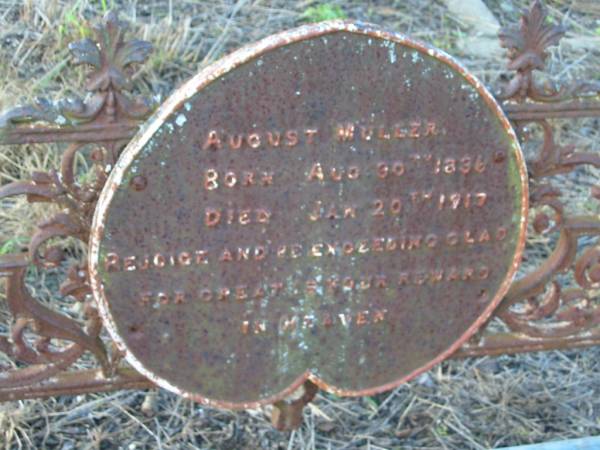 AUGUST MULLER.
BORN AUG 30TH 1836
DIED JAN 20TH 1917
REJOICE AND BE EXCEEDING GLAD
FOR GREAT IS YOUR REWARD
IN HEAVEN